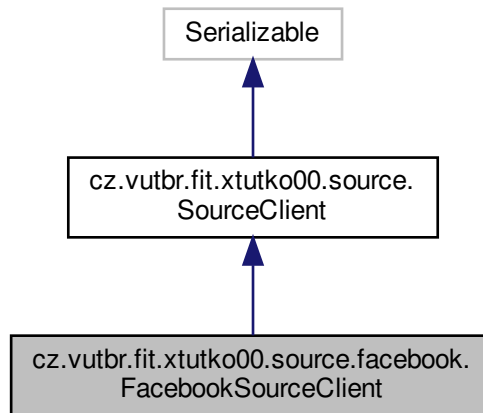 Serializable
cz.vutbr.fit.xtutko00.source.
SourceClient
cz.vutbr.fit.xtutko00.source.facebook.
FacebookSourceClient